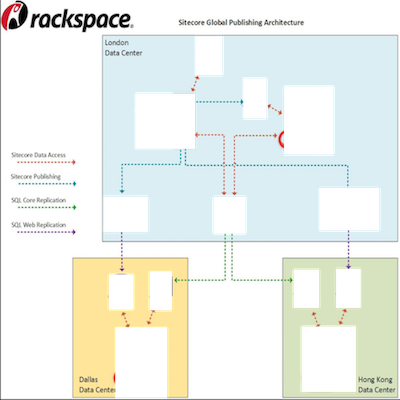 rackspace®
Sitecore Global Publishing Architecture
London
Data Center
Sitecore Data Access
Sitecore Publishing
SQL Core Replication
SQL Web Replication
Dallas
Data Center
Hong Kong
Data Center